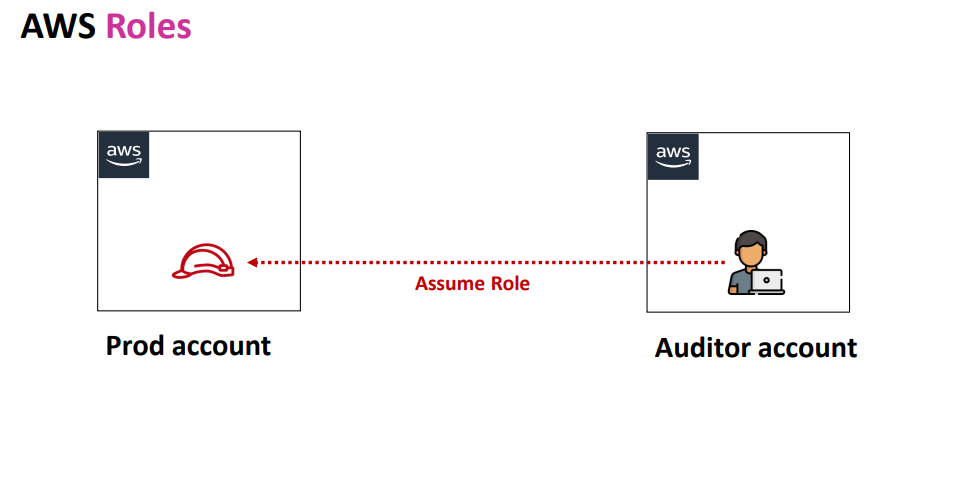 AWS Roles
aws
aws
Assume Role
Prod account
Auditor account